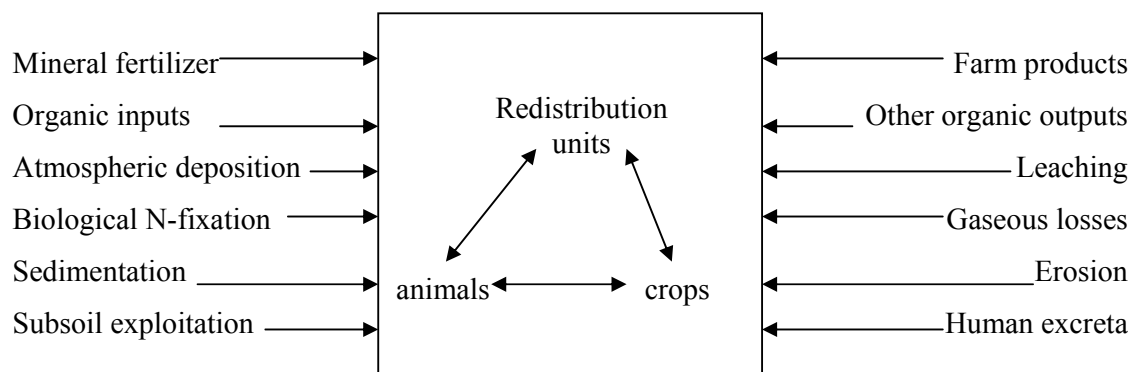 Mineral fertilizer
Organic inputs
Atmospheric deposition
Biological N-fixation
Sedimentation
Subsoil exploitation
Redistribution
units
animals
crops
Farm products
Other organic outputs
Leaching
Gaseous losses
Erosion
Human excreta